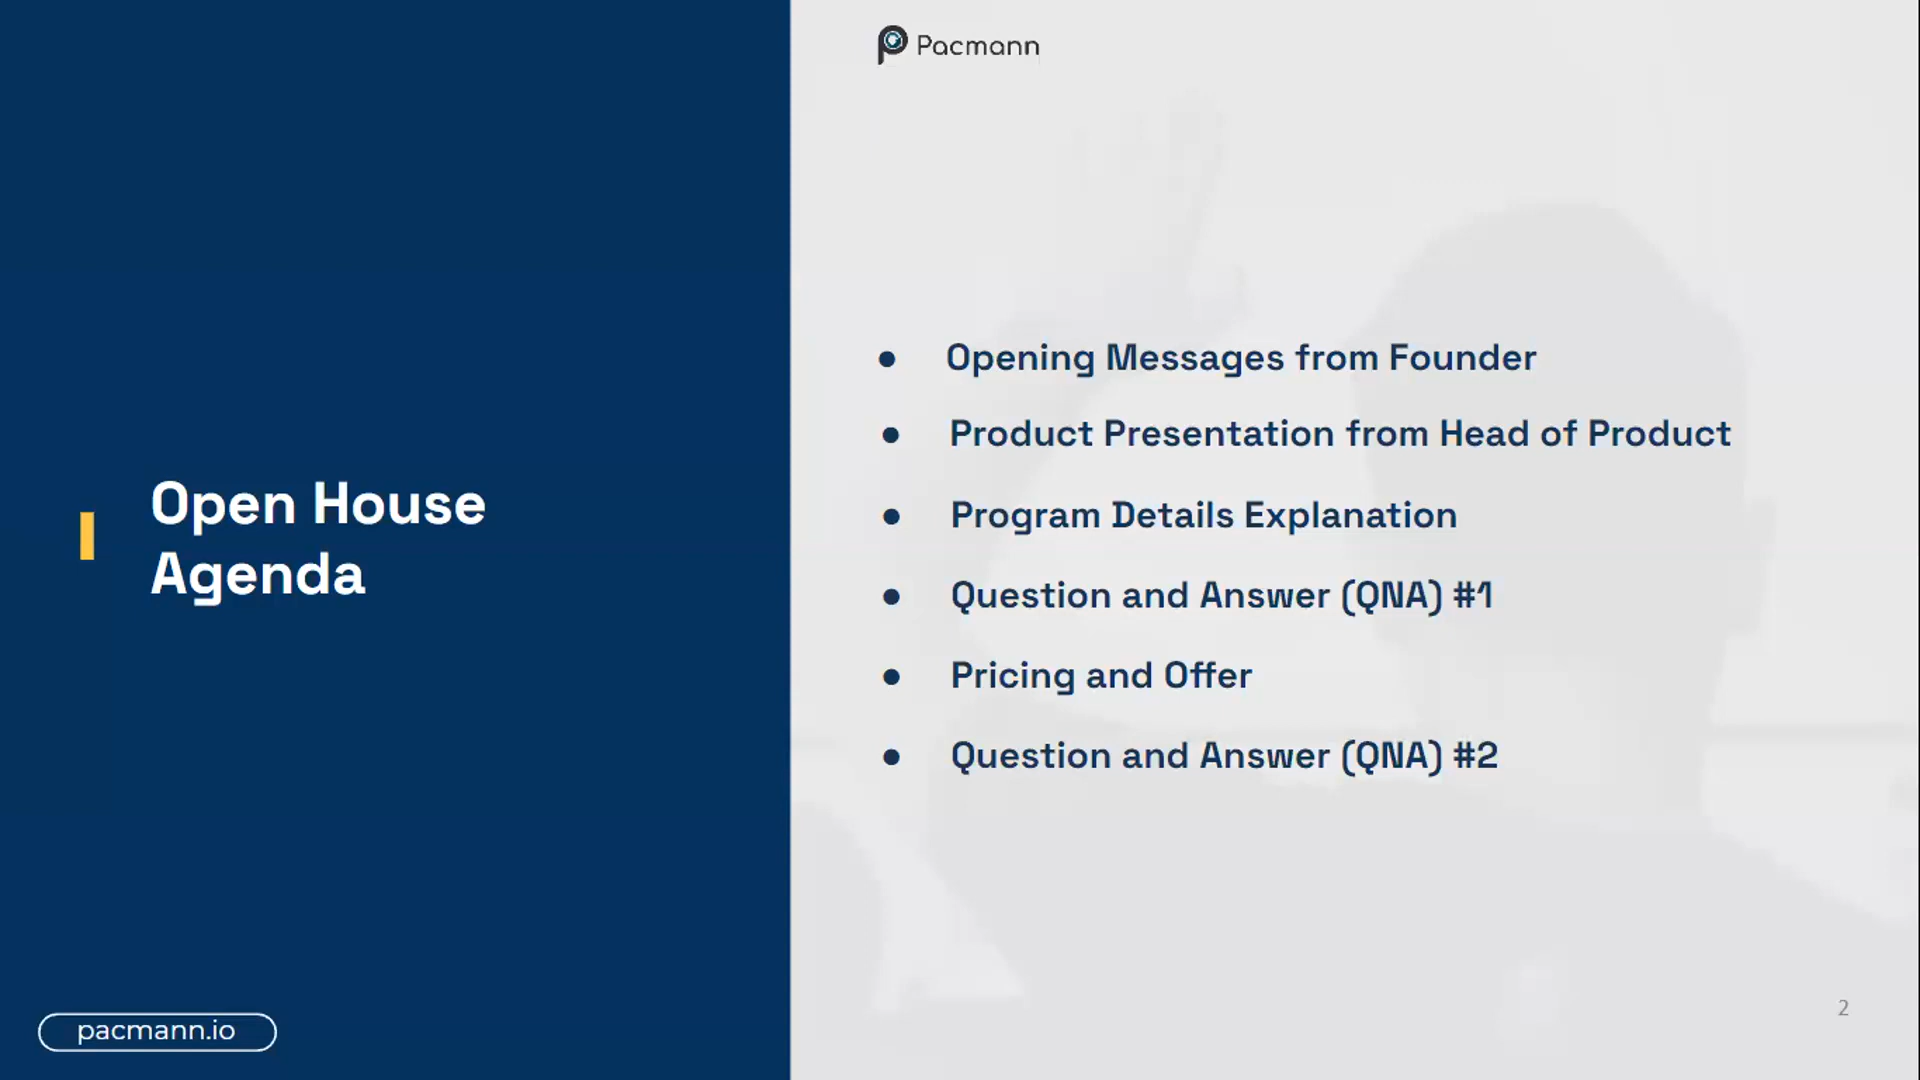 Pacmann
Open House
Agenda
Opening Messages from Founder
Product Presentation from Head of Product
Program Details Explanation
Question and Answer (QNA) #1
Pricing and Offer
Question and Answer (QNA) #2
pacmann.io
2